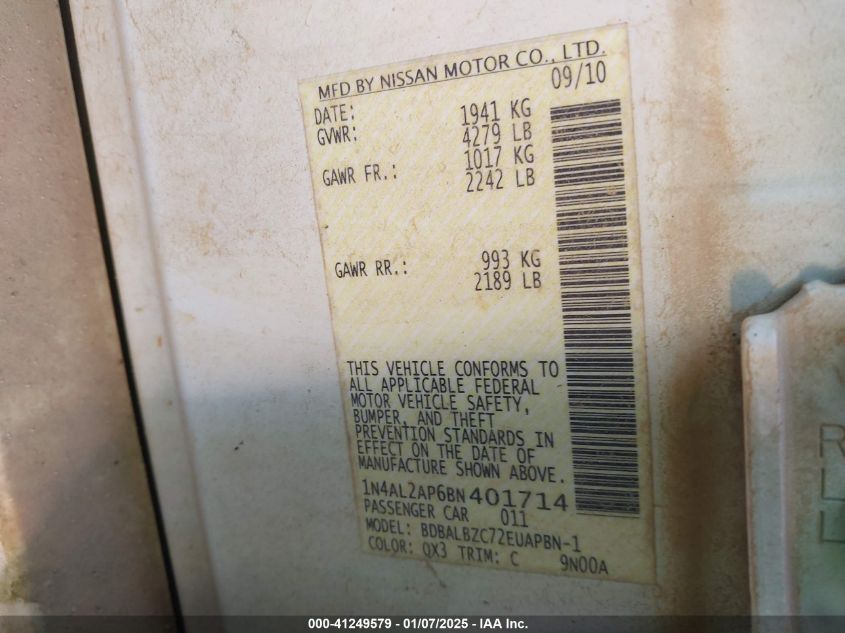 MFD BY NISSAN MOTOR CO., LTD.
DATE: 09/10
GVWR: 1941 KG
4279 LB
GAWR FR.: 1017 KG
2242 LB
GAWR RR.: 993 KG
2189 LB
THIS VEHICLE CONFORMS TO
ALL APPLICABLE FEDERAL
MOTOR VEHICLE SAFETY,
BUMPER, AND THEFT
PREVENTION STANDARDS IN
EFFECT ON THE DATE OF
MANUFACTURE SHOWN ABOVE.
1N4AL2AP6BN401714
PASSENGER CAR 011
MODEL: BDBALBZC72EUAPBN-1
COLOR: QX3 TRIM: C 9N00A
000-41249579 - 01/07/2025 - IAA Inc.